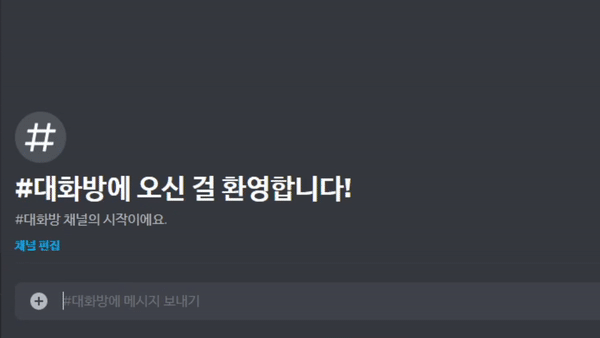 #대화방에 오신 걸 환영합니다!
#대화방 채널의 시작이에요.
채널 편집
#대화방에 메시지 보내기